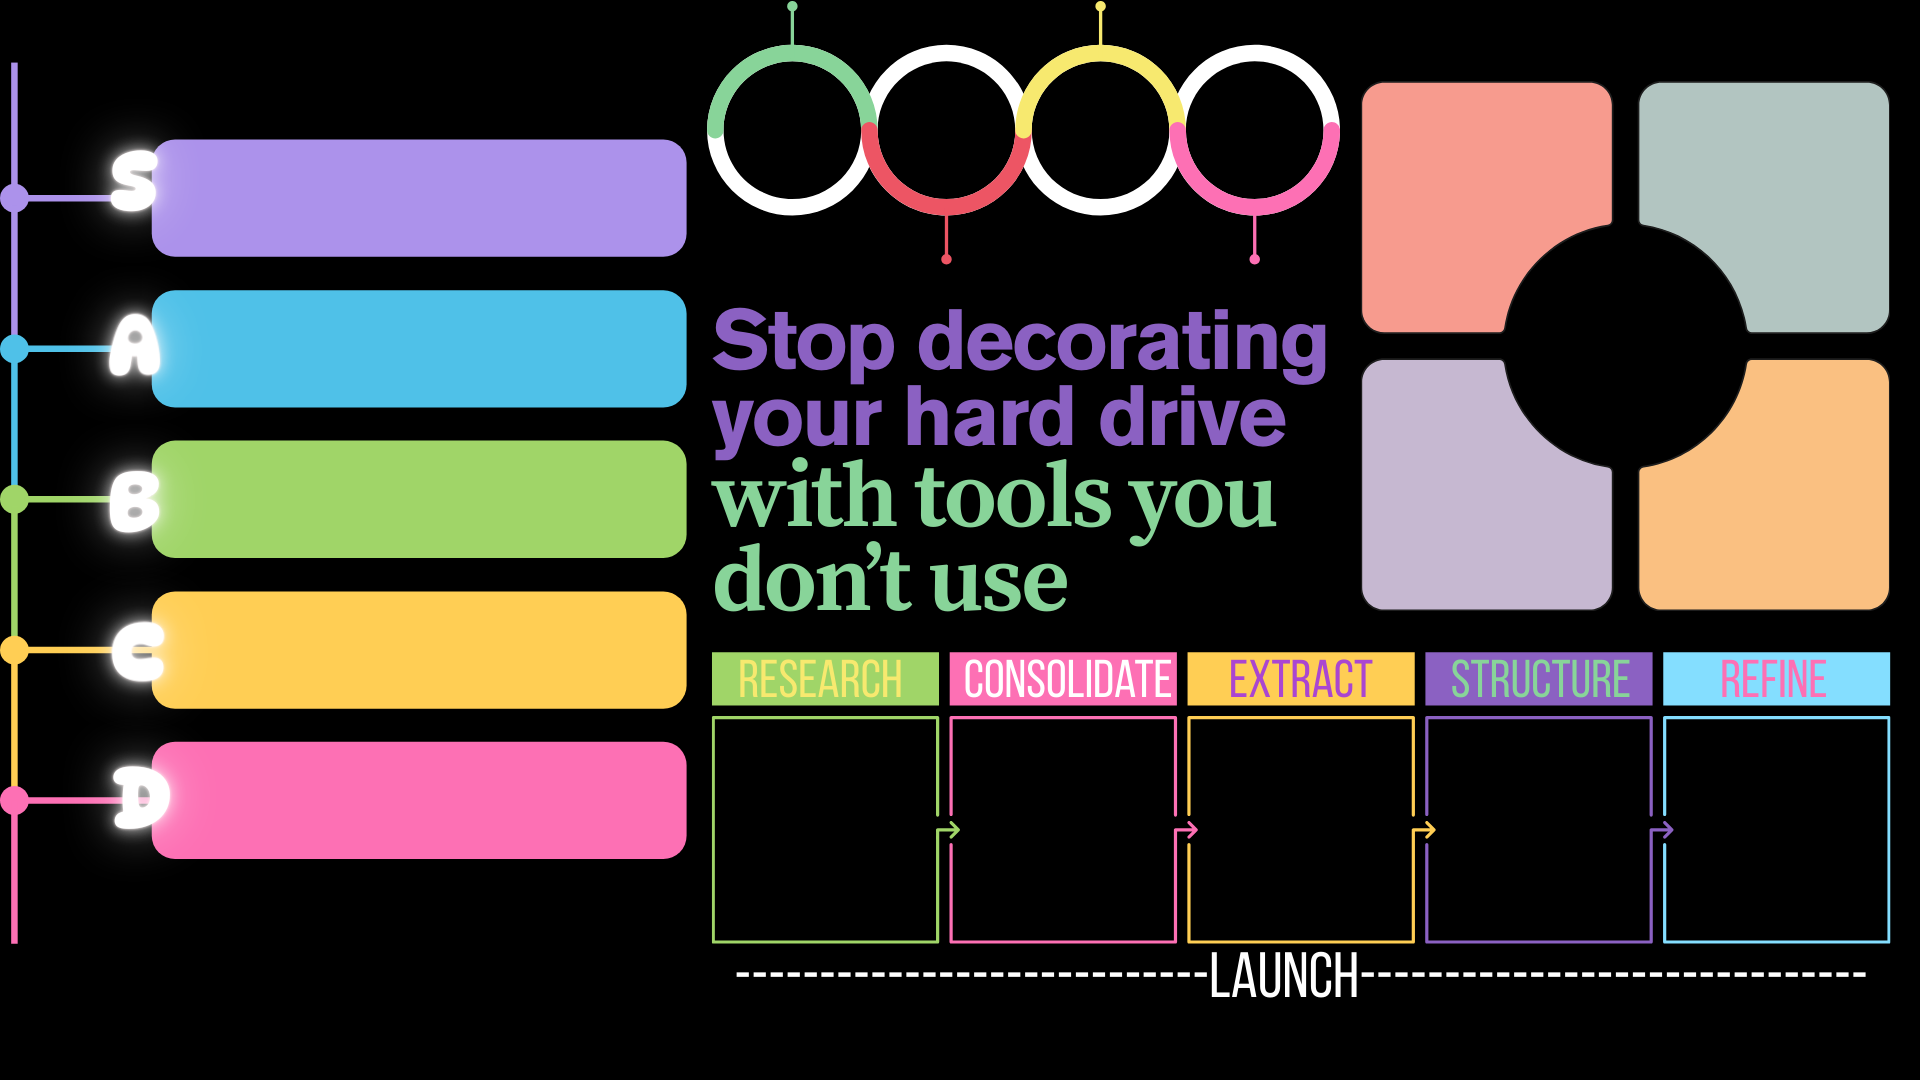 S
A
B
C
D
Stop decorating
your hard drive
with tools you
don’t use
RESEARCH
CONSOLIDATE
EXTRACT
STRUCTURE
REFINE
LAUNCH